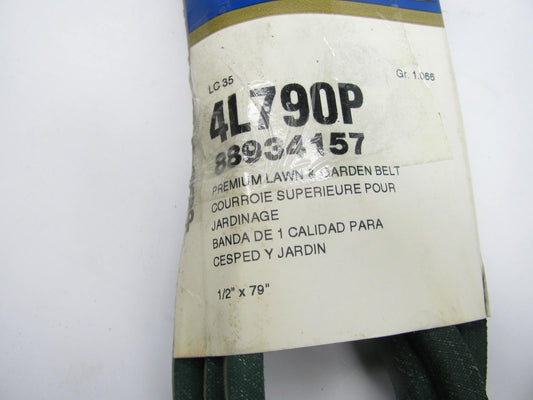 LC 35
Gr. 1.066
4L790P
88934157
PREMIUM LAWN & GARDEN BELT
COURROIE SUPERIEURE POUR
JARDINAGE
BANDA DE 1 CALIDAD PARA
CESPED Y JARDIN
1/2" x 79"